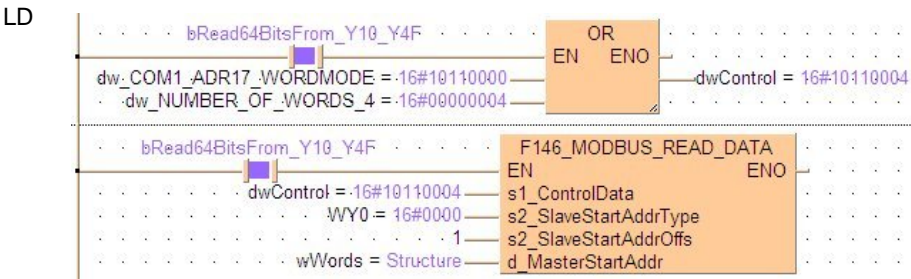 LD
bRead64BitsFrom_Y10_Y4F
OR
EN ENO
dw_COM1_ADR17_WORDMODE = 16#10110000
dwControl = 16#10110004
dw_NUMBER_OF_WORDS_4 = 16#00000004
bRead64BitsFrom_Y10_Y4F
F146_MODBUS_READ_DATA
EN ENO
dwControl = 16#10110004 s1_ControlData
WY0 = 16#0000 s2_SlaveStartAddrType
1 s2_SlaveStartAddrOffs
wWords = Structure d_MasterStartAddr